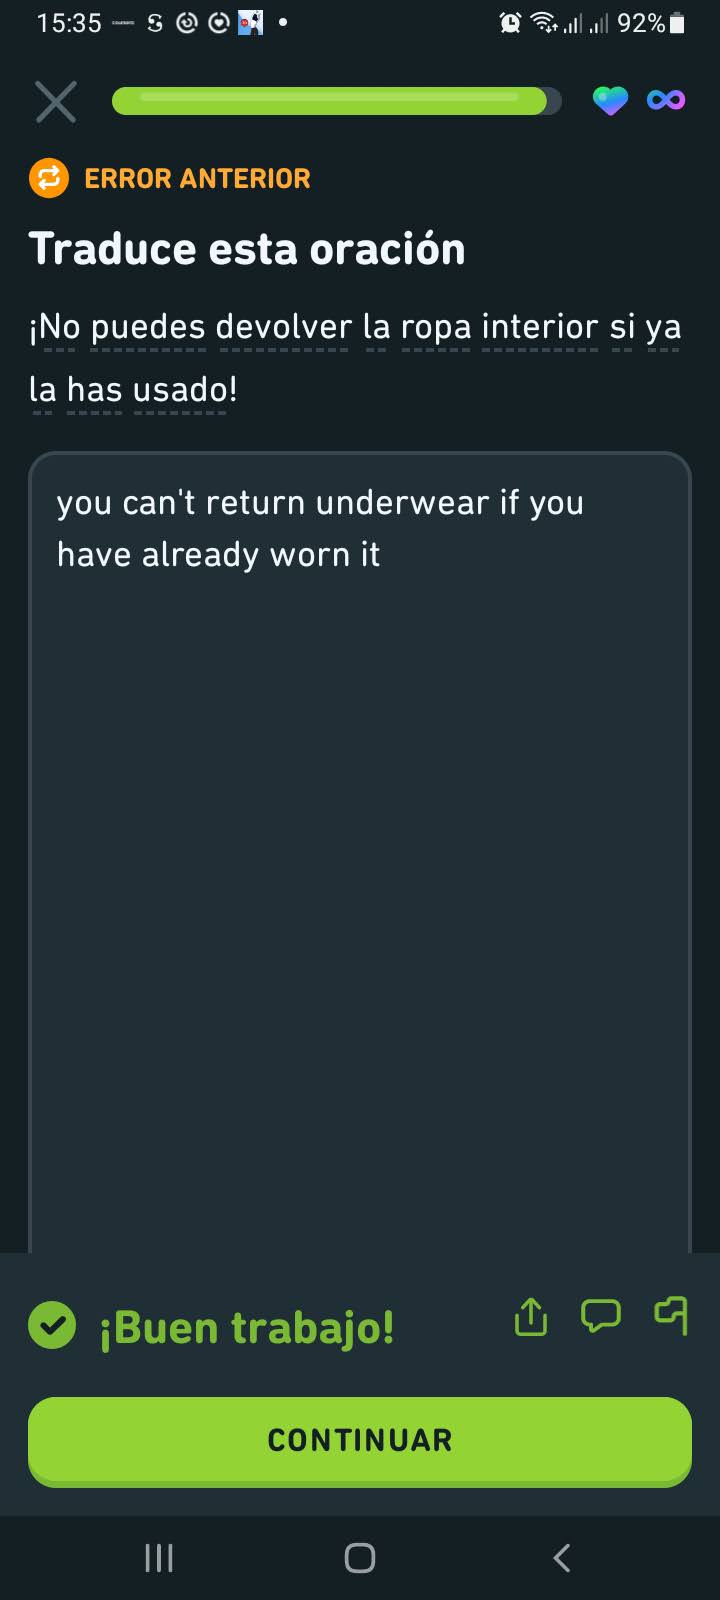 15:35
92%
ERROR ANTERIOR
Traduce esta oración
¡No puedes devolver la ropa interior si ya
la has usado!
you can't return underwear if you
have already worn it
¡Buen trabajo!
CONTINUAR